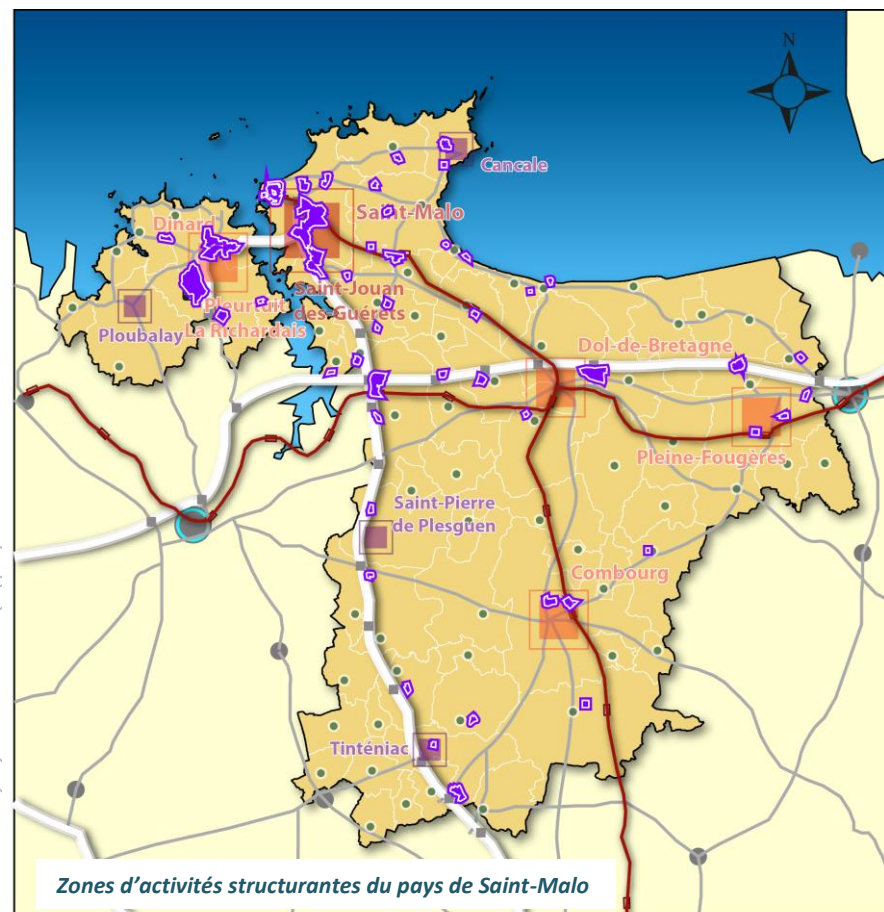 N
Cancale
Saint-Malo
Dinard
Saint-Jouan
des-Guérets
Pleurtuit
La Richardais
Ploubalay
Dol-de-Bretagne
Pleine-Fougères
Saint-Pierre
de Plesguen
Combourg
Tinténiac
Zones d’activités structurantes du pays de Saint-Malo